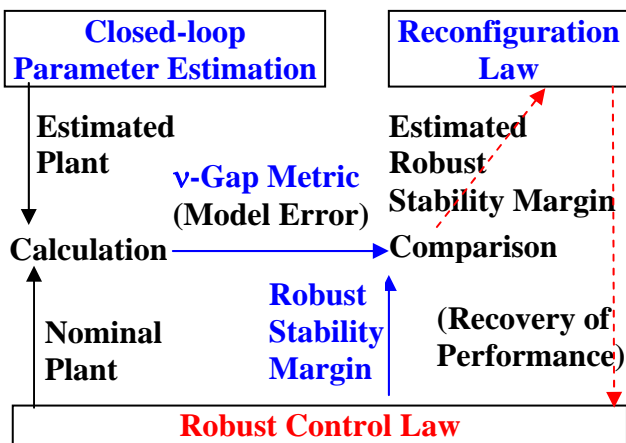 Closed-loop
Parameter Estimation
Reconfiguration
Law
Estimated
Plant
ν-Gap Metric
(Model Error)
Estimated
Robust
Stability Margin
Calculation
Comparison
Nominal
Plant
Robust
Stability
Margin
(Recovery of
Performance)
Robust Control Law